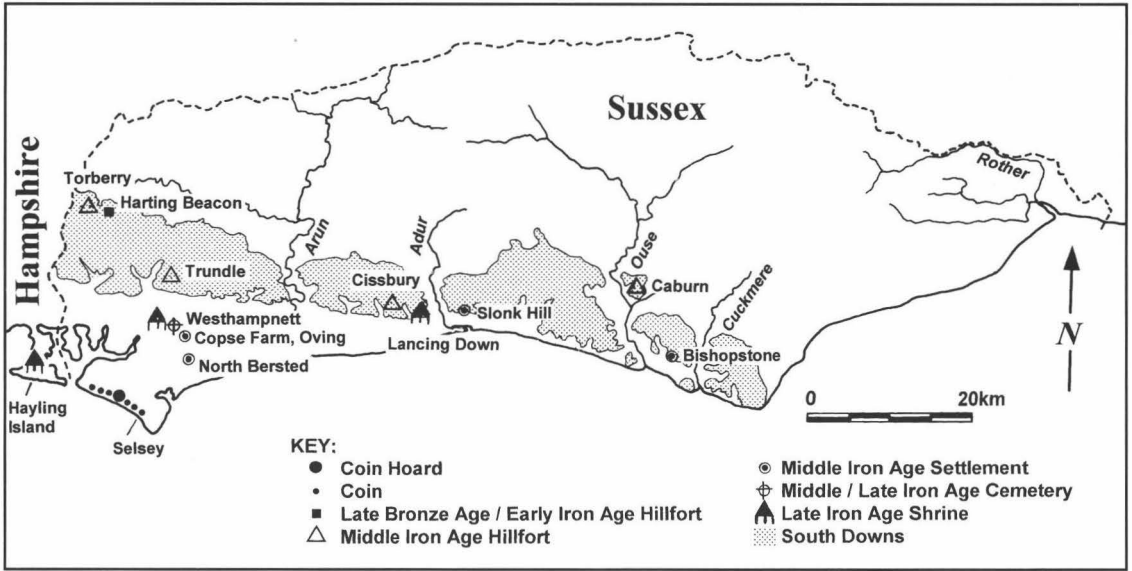 Sussex
Hampshire
Rother
Torberry
Harting Beacon
Arun
Adur
Ouse
Trundle
Cissbury
Caburn
Cuckmere
Westhampnett
Slonk Hill
Copse Farm, Oving
Lancing Down
North Bersted
Bishopstone
N
Hayling
Island
Selsey
0 20km
KEY:
Coin Hoard
Coin
Late Bronze Age / Early Iron Age Hillfort
Middle Iron Age Hillfort
Middle Iron Age Settlement
Middle / Late Iron Age Cemetery
Late Iron Age Shrine
South Downs